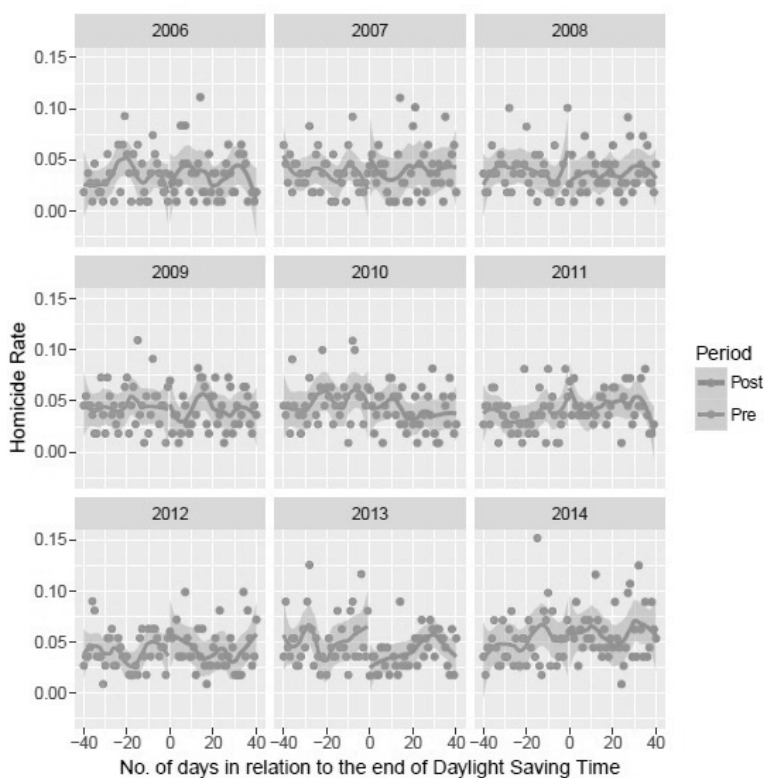 2006 2007 2008
0.15
0.10
0.05
0.00
2009 2010 2011
0.15
0.10
0.05
0.00
2012 2013 2014
0.15
0.10
0.05
0.00
Homicide Rate
−40 −20 0 20 40 −40 −20 0 20 40 −40 −20 0 20 40
No. of days in relation to the end of Daylight Saving Time
Period
Post
Pre